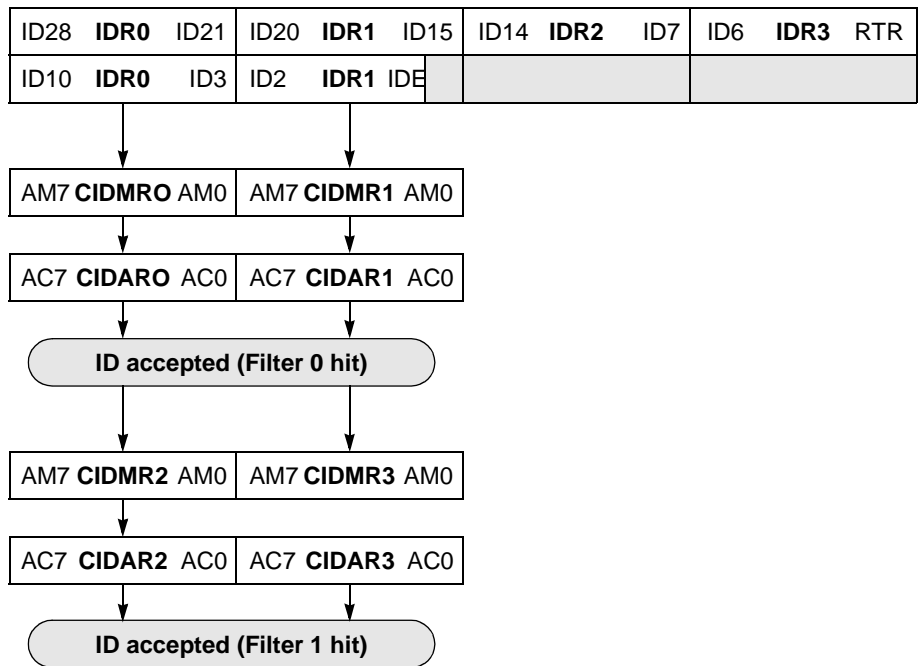 ID28 IDR0 ID21 ID20 IDR1 ID15 ID14 IDR2 ID7 ID6 IDR3 RTR
ID10 IDR0 ID3 ID2 IDR1 IDE
AM7 CIDMRO AM0 AM7 CIDMR1 AM0
AC7 CIDARO AC0 AC7 CIDAR1 AC0
ID accepted (Filter 0 hit)
AM7 CIDMR2 AM0 AM7 CIDMR3 AM0
AC7 CIDAR2 AC0 AC7 CIDAR3 AC0
ID accepted (Filter 1 hit)